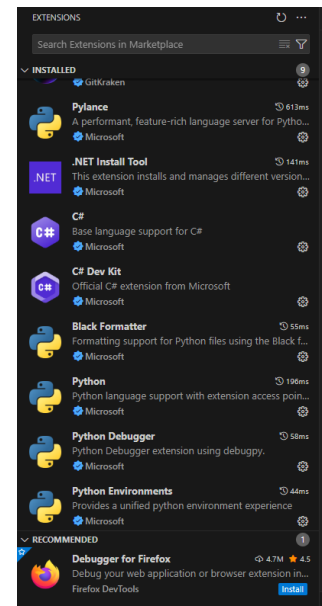 EXTENSIONS
Search Extensions in Marketplace
INSTALLED 9
GitKraken
Pylance 613ms
A performant, feature-rich language server for Pytho...
Microsoft
.NET
.NET Install Tool 141ms
This extension installs and manages different version...
Microsoft
C#
C#
Base language support for C#
Microsoft
C#
C# Dev Kit
Official C# extension from Microsoft
Microsoft
Black Formatter 55ms
Formatting support for Python files using the Black f...
Microsoft
Python 196ms
Python language support with extension access poin...
Microsoft
Python Debugger 58ms
Python Debugger extension using debugpy.
Microsoft
Python Environments 44ms
Provides a unified python environment experience
Microsoft
RECOMMENDED 1
Debugger for Firefox 4.7M 4.5
Debug your web application or browser extension in...
Firefox DevTools Install